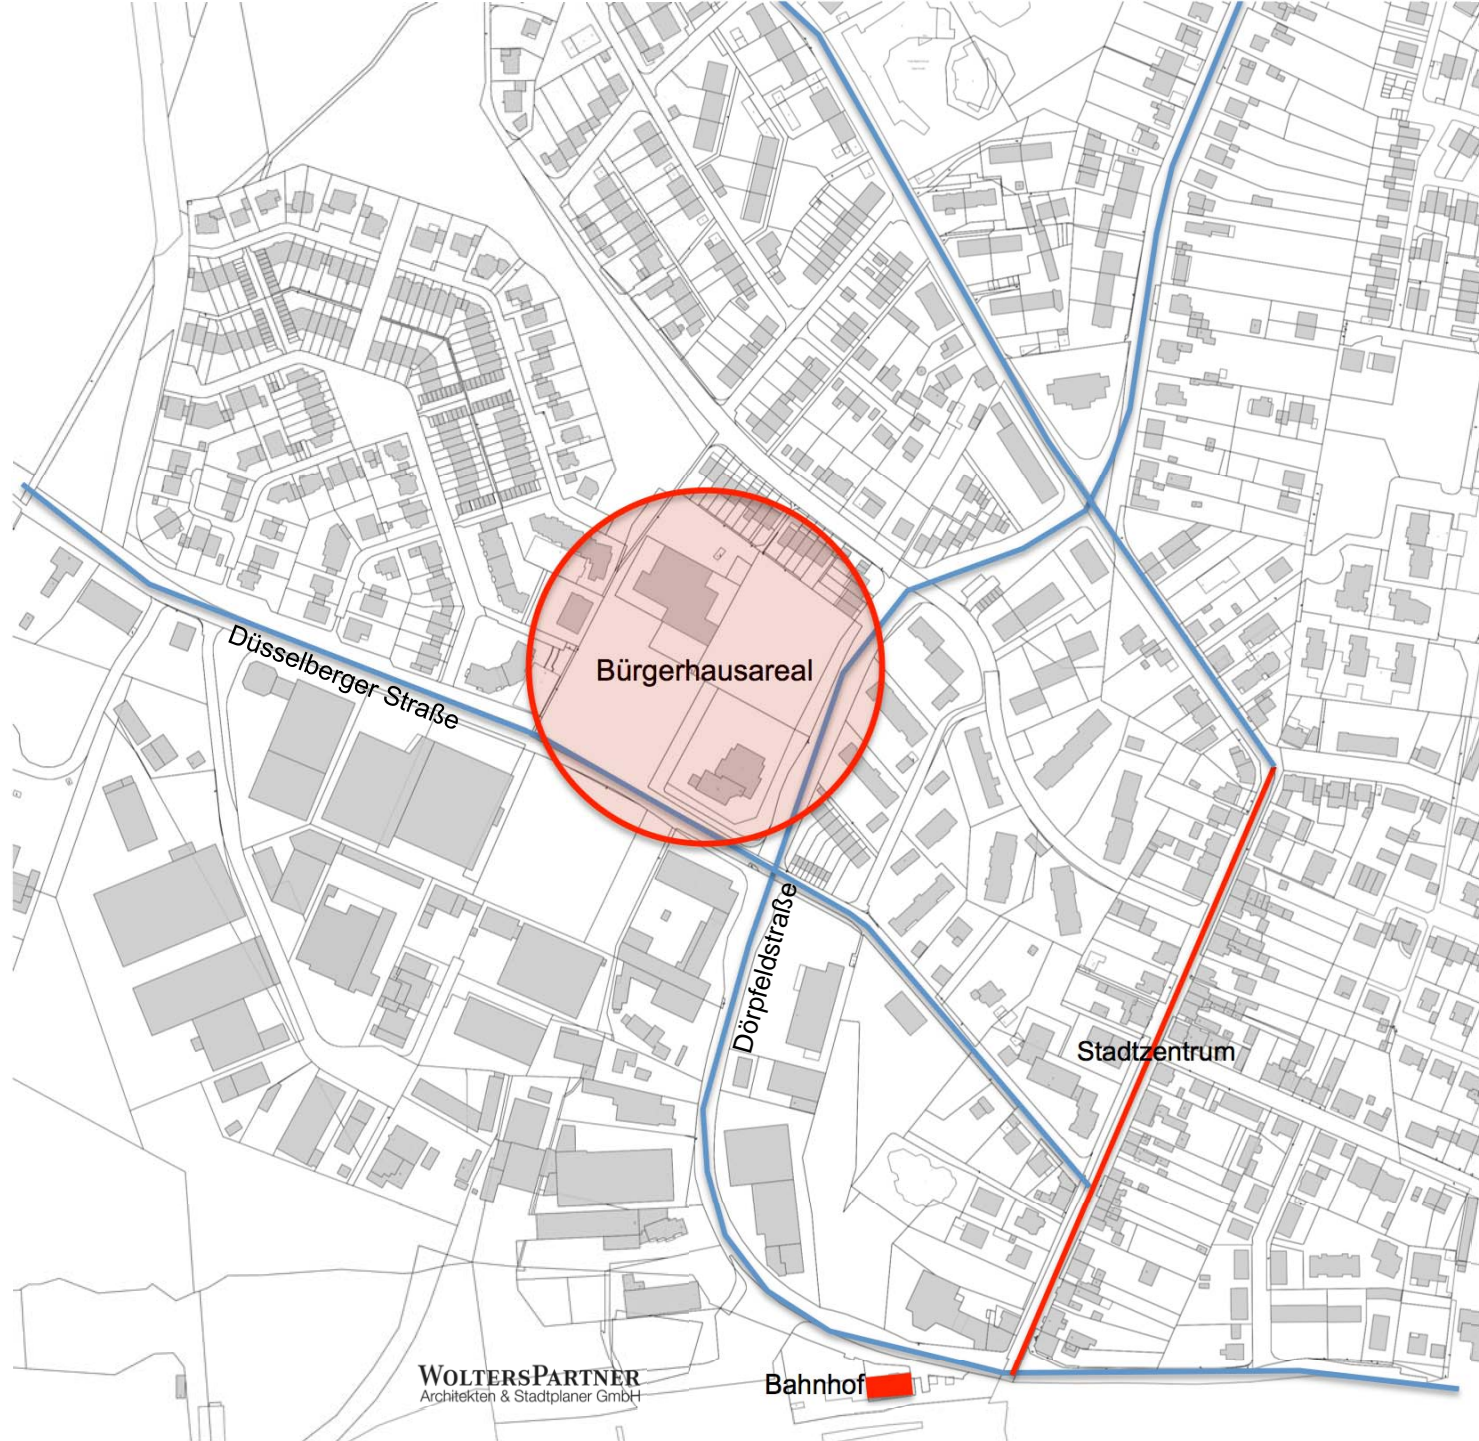 Bürgerhausareal
Düsselberger Straße
Dörpfeldstraße
Stadtzentrum
WOLTERSPARTNER
Architekten & Stadtplaner GmbH
Bahnhof